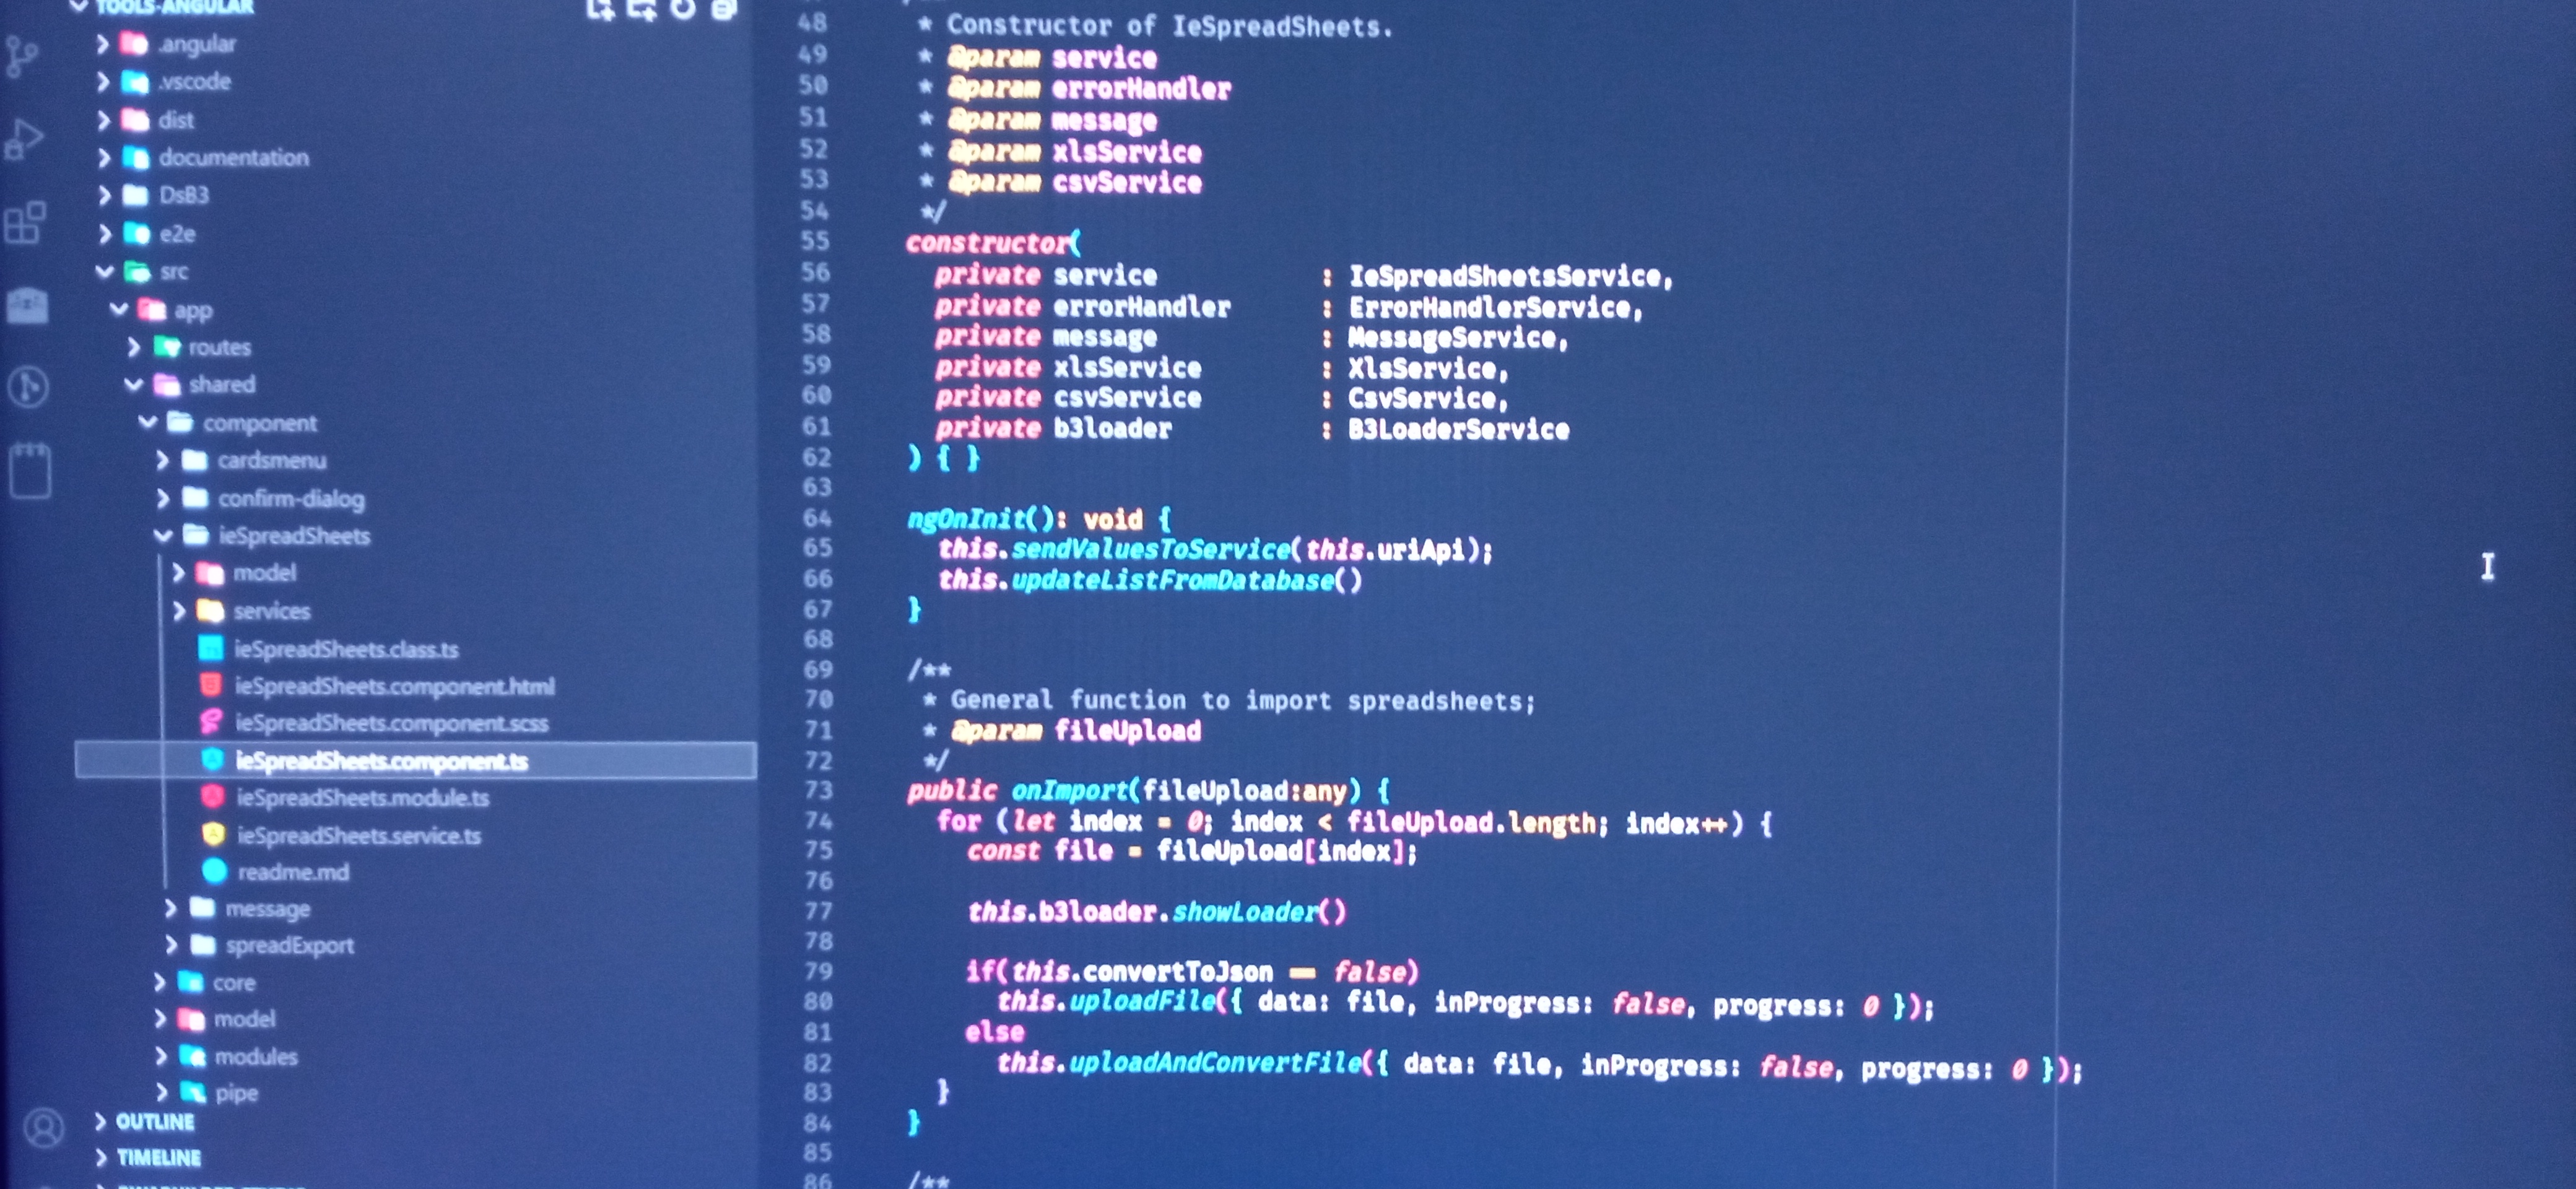 TOOLS-ANGULAR
.angular
.vscode
dist
documentation
DsB3
e2e
src
app
routes
shared
component
cardsmenu
confirm-dialog
ieSpreadSheets
model
services
ieSpreadSheets.class.ts
ieSpreadSheets.component.html
ieSpreadSheets.component.scss
ieSpreadSheets.component.ts
ieSpreadSheets.module.ts
ieSpreadSheets.service.ts
readme.md
message
spreadExport
core
model
modules
pipe
OUTLINE
TIMELINE
48 * Constructor of IeSpreadSheets.
49 * @param service
50 * @param errorHandler
51 * @param message
52 * @param xlsService
53 * @param csvService
54 */
55 constructor(
56 private service : IeSpreadSheetsService,
57 private errorHandler : ErrorHandlerService,
58 private message : MessageService,
59 private xlsService : XlsService,
60 private csvService : CsvService,
61 private b3loader : B3LoaderService
62 ) { }
63
64 ngOnInit(): void {
65 this.sendValuesToService(this.uriApi);
66 this.updateListFromDatabase()
67 }
68
69 /**
70 * General function to import spreadsheets;
71 * @param fileUpload
72 */
73 public onImport(fileUpload:any) {
74 for (let index = 0; index < fileUpload.length; index++) {
75 const file = fileUpload[index];
76
77 this.b3loader.showLoader()
78
79 if(this.convertToJson == false)
80 this.uploadFile({ data: file, inProgress: false, progress: 0 });
81 else
82 this.uploadAndConvertFile({ data: file, inProgress: false, progress: 0 });
83 }
84 }
85
86 /**